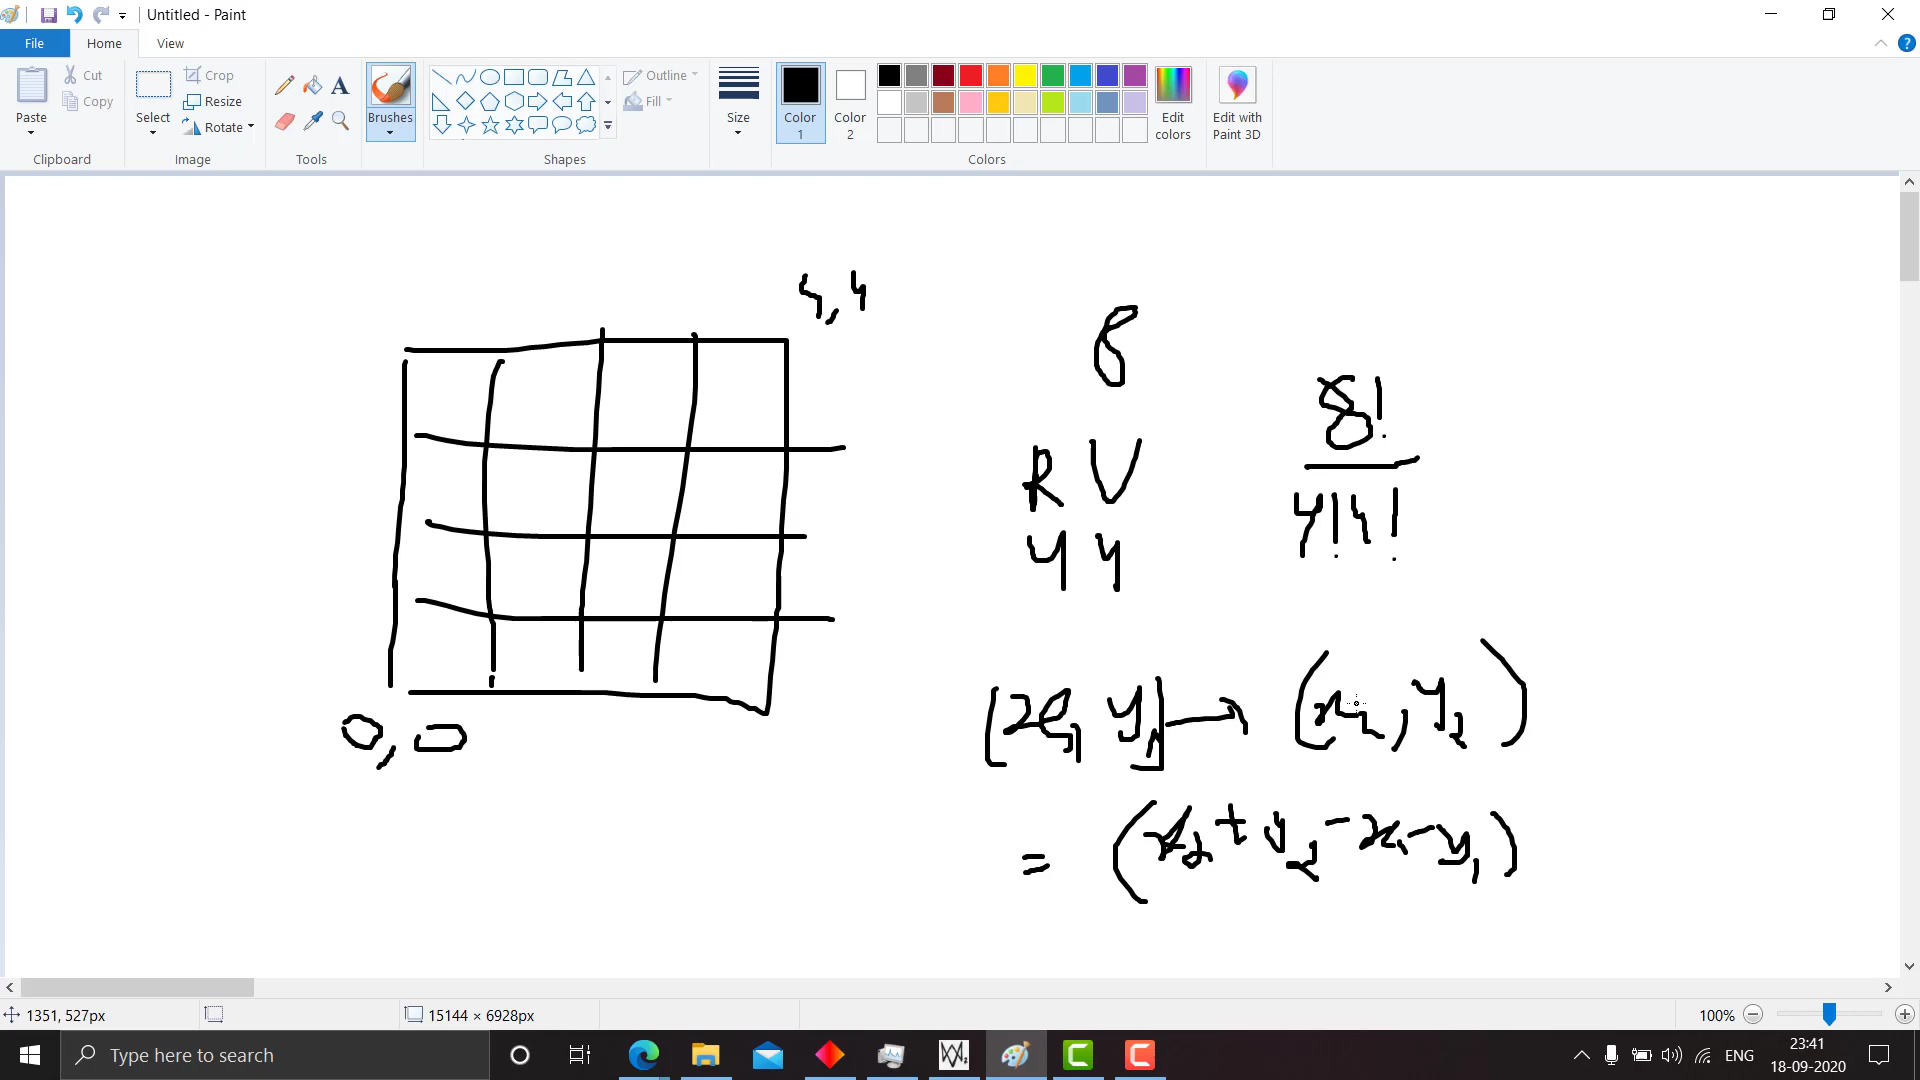 Untitled - Paint
File Home View
Paste
Cut
Copy
Clipboard
Select
Crop
Resize
Rotate
Image
Tools
Brushes
Shapes
Outline
Fill
Size
Color 1
Color 2
Colors
Edit colors
Edit with Paint 3D
4,4
8
R U
4 4
8!
4!4!
0,0
[x1 y1] → (x2, y2)
= (x2 + y2 - x1 - y1)
1351, 527px
15144 × 6928px
100%
Type here to search
ENG
23:41
18-09-2020